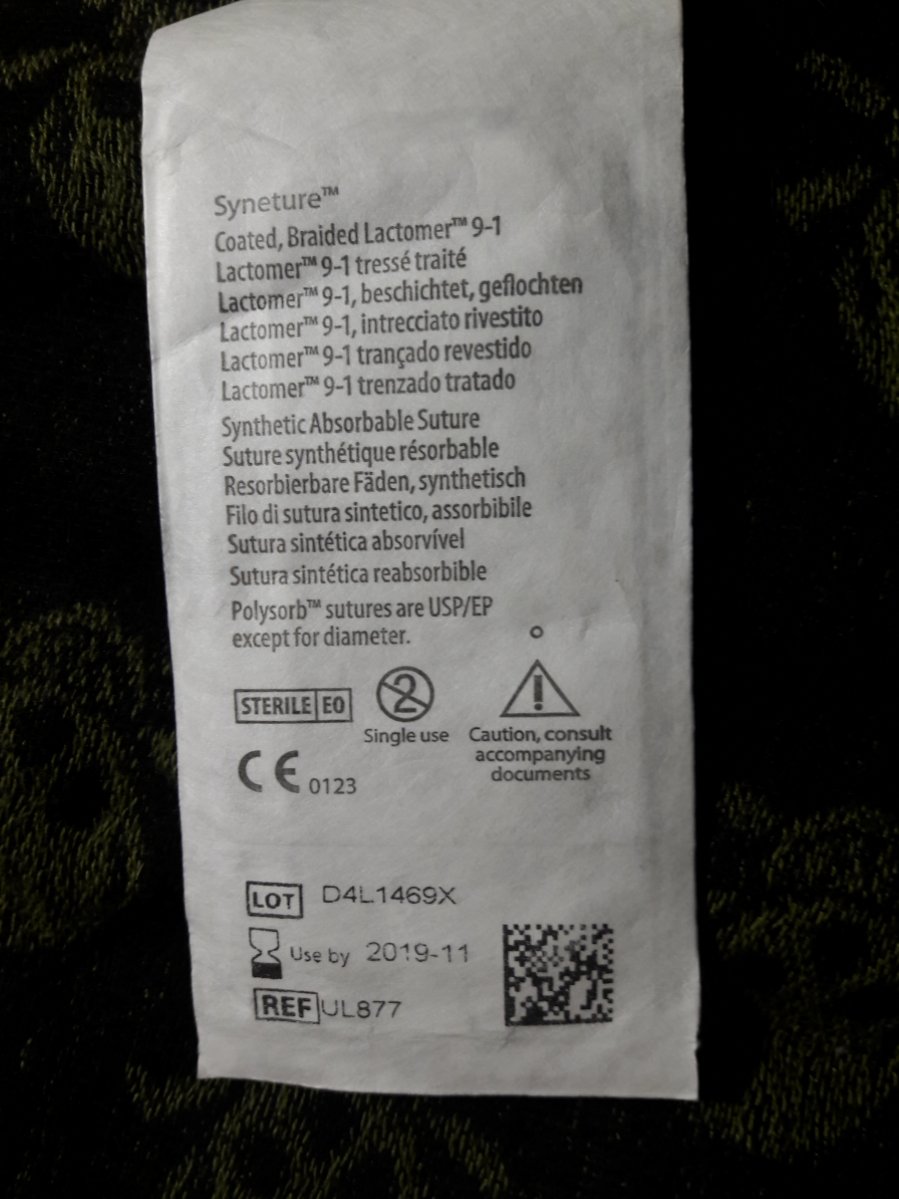 Syneture™
Coated, Braided Lactomer™ 9-1
Lactomer™ 9-1 tressé traité
Lactomer™ 9-1, beschichtet, geflochten
Lactomer™ 9-1, intrecciato rivestito
Lactomer™ 9-1 trançado revestido
Lactomer™ 9-1 trenzado tratado
Synthetic Absorbable Suture
Suture synthétique résorbable
Resorbierbare Fäden, synthetisch
Filo di sutura sintetico, assorbibile
Sutura sintética absorvível
Sutura sintética reabsorbible
Polysorb™ sutures are USP/EP
except for diameter.
STERILE EO
2
Single use
!
Caution, consult
accompanying
documents
CE 0123
LOT D4L1469X
Use by 2019-11
REF UL877